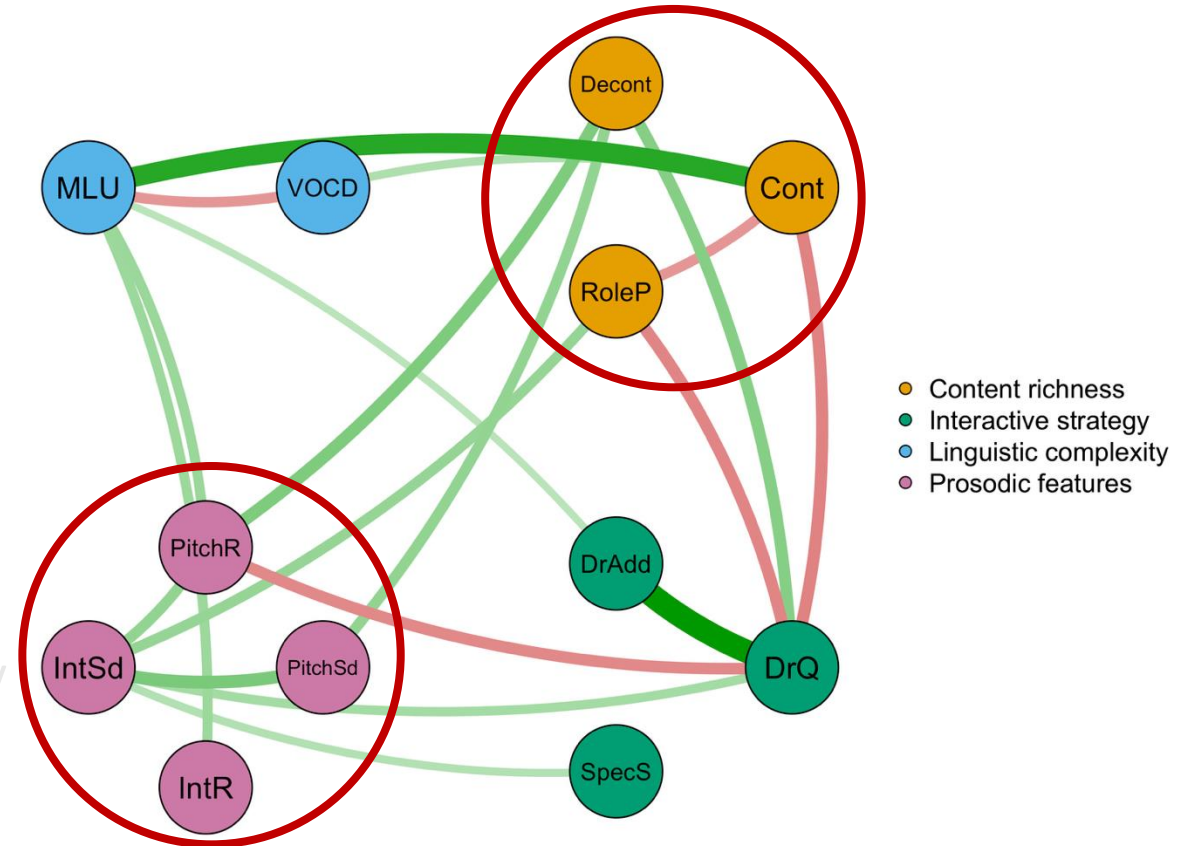 Decont
MLU
VOCD
Cont
RoleP
Content richness
Interactive strategy
Linguistic complexity
Prosodic features
PitchR
DrAdd
IntSd
PitchSd
DrQ
SpecS
IntR